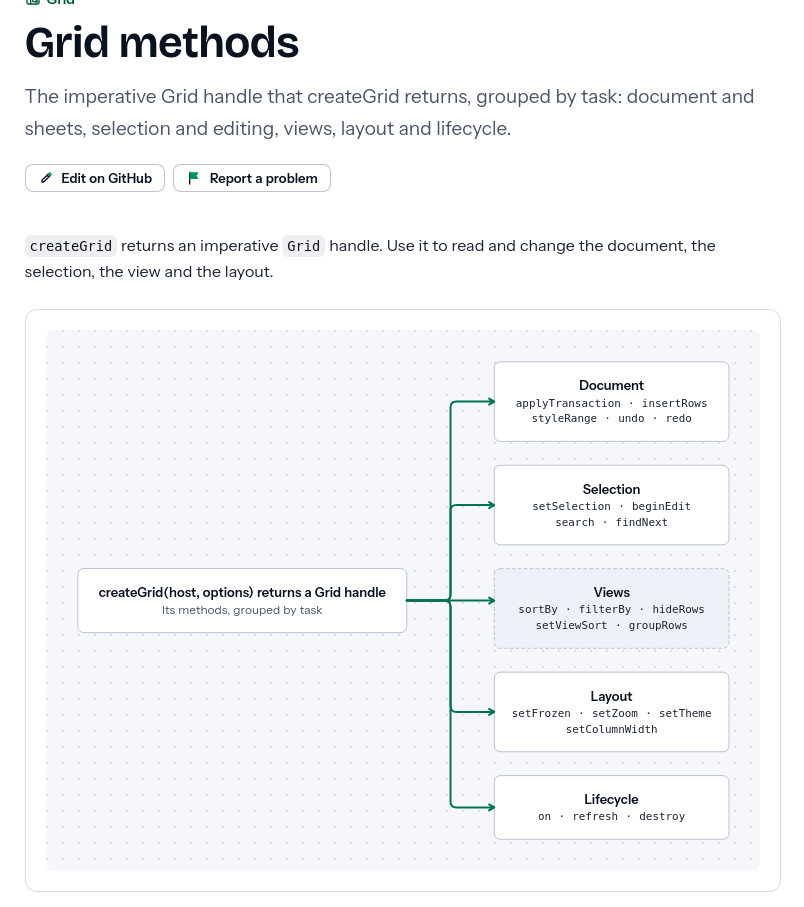 Grid
Grid methods
The imperative Grid handle that createGrid returns, grouped by task: document and
sheets, selection and editing, views, layout and lifecycle.
Edit on GitHub
Report a problem
createGrid returns an imperative Grid handle. Use it to read and change the document, the
selection, the view and the layout.
createGrid(host, options) returns a Grid handle
Its methods, grouped by task
Document
applyTransaction · insertRows
styleRange · undo · redo
Selection
setSelection · beginEdit
search · findNext
Views
sortBy · filterBy · hideRows
setViewSort · groupRows
Layout
setFrozen · setZoom · setTheme
setColumnWidth
Lifecycle
on · refresh · destroy